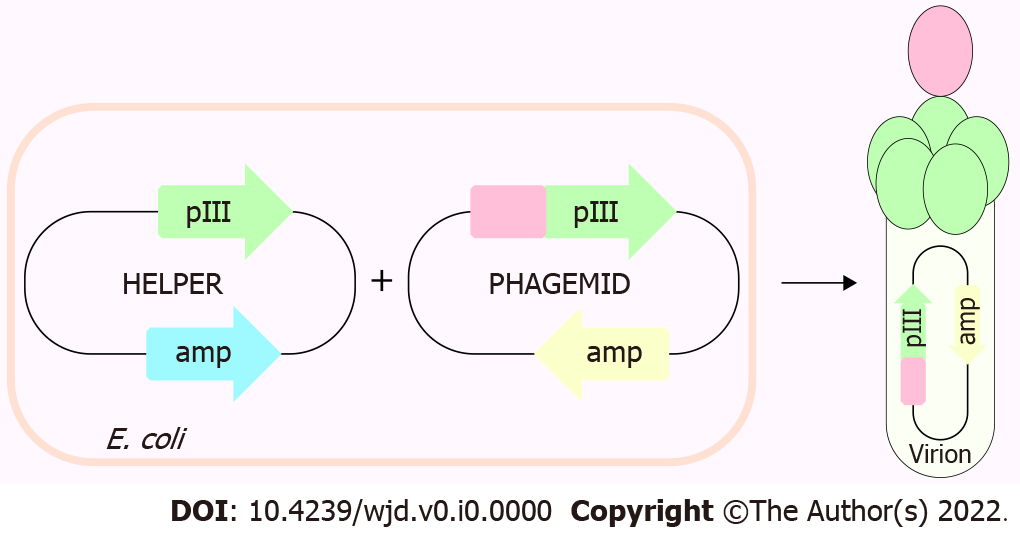 pIII
pIII
HELPER
+
PHAGEMID
amp
amp
E. coli
pIII
amp
Virion
DOI: 10.4239/wjd.v0.i0.0000 Copyright ©The Author(s) 2022.